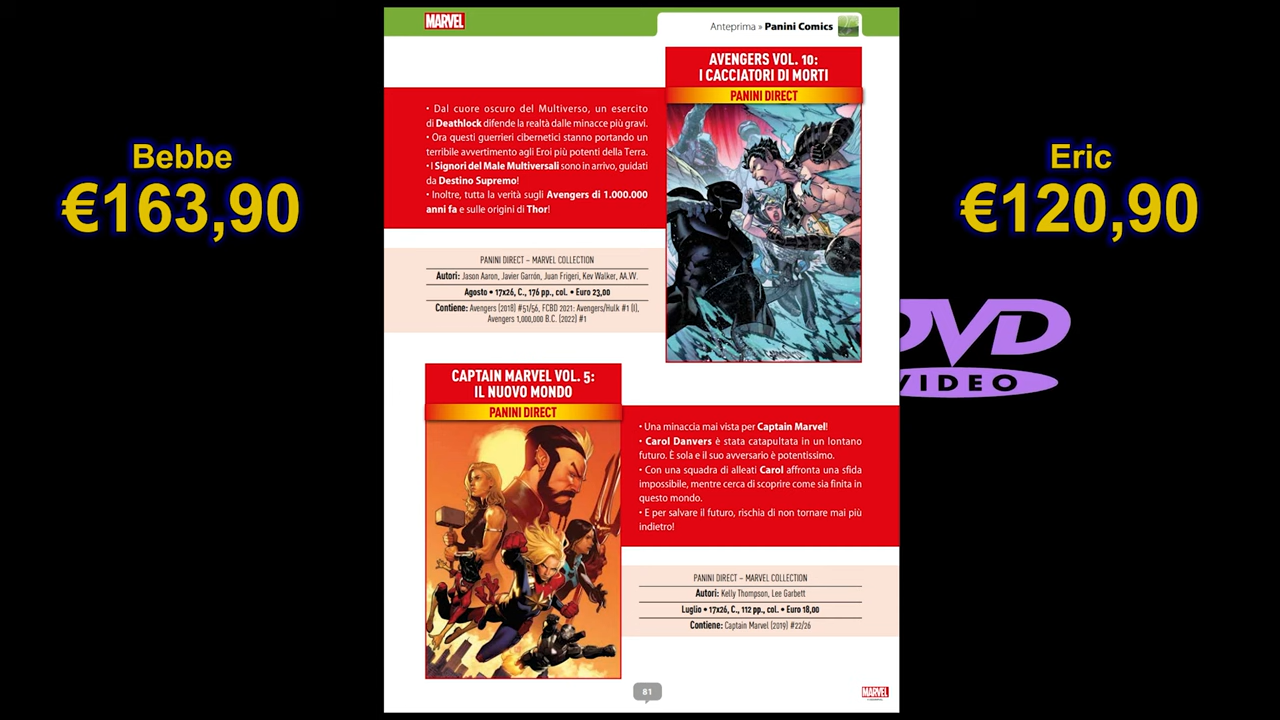 MARVEL
Anteprima » Panini Comics
AVENGERS VOL. 10:
I CACCIATORI DI MORTI
PANINI DIRECT
• Dal cuore oscuro del Multiverso, un esercito
di Deathlock difende la realtà dalle minacce più gravi.
• Ora questi guerrieri cibernetici stanno portando un
terribile avvertimento agli Eroi più potenti della Terra.
• I Signori del Male Multiversali sono in arrivo, guidati
da Destino Supremo!
• Inoltre, tutta la verità sugli Avengers di 1.000.000
anni fa e sulle origini di Thor!
Bebbe
€163,90
Eric
€120,90
PANINI DIRECT – MARVEL COLLECTION
Autori: Jason Aaron, Javier Garrón, Juan Frigeri, Kev Walker, AA.VV.
Agosto • 17x26, C., 176 pp., col. • Euro 23,00
Contiene: Avengers (2018) #51/56, FCBD 2021: Avengers/Hulk #1 (I),
Avengers 1,000,000 B.C. (2022) #1
DVD
VIDEO
CAPTAIN MARVEL VOL. 5:
IL NUOVO MONDO
PANINI DIRECT
• Una minaccia mai vista per Captain Marvel!
• Carol Danvers è stata catapultata in un lontano
futuro. È sola e il suo avversario è potentissimo.
• Con una squadra di alleati Carol affronta una sfida
impossibile, mentre cerca di scoprire come sia finita in
questo mondo.
• E per salvare il futuro, rischia di non tornare mai più
indietro!
PANINI DIRECT – MARVEL COLLECTION
Autori: Kelly Thompson, Lee Garbett
Luglio • 17x26, C., 112 pp., col. • Euro 18,00
Contiene: Captain Marvel (2019) #22/26
81
MARVEL